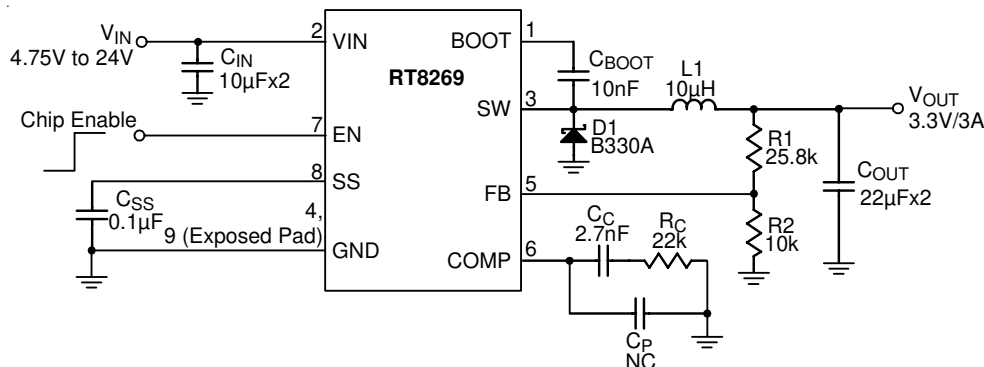 VIN
4.75V to 24V
CIN
10µFx2
2
VIN
Chip Enable
7
EN
8
SS
CSS
0.1µF
4,
9 (Exposed Pad)
GND
RT8269
BOOT
1
CBOOT
10nF
SW
3
L1
10µH
D1
B330A
VOUT
3.3V/3A
R1
25.8k
COUT
22µFx2
FB
5
R2
10k
CC
2.7nF
RC
22k
COMP
6
CP
NC